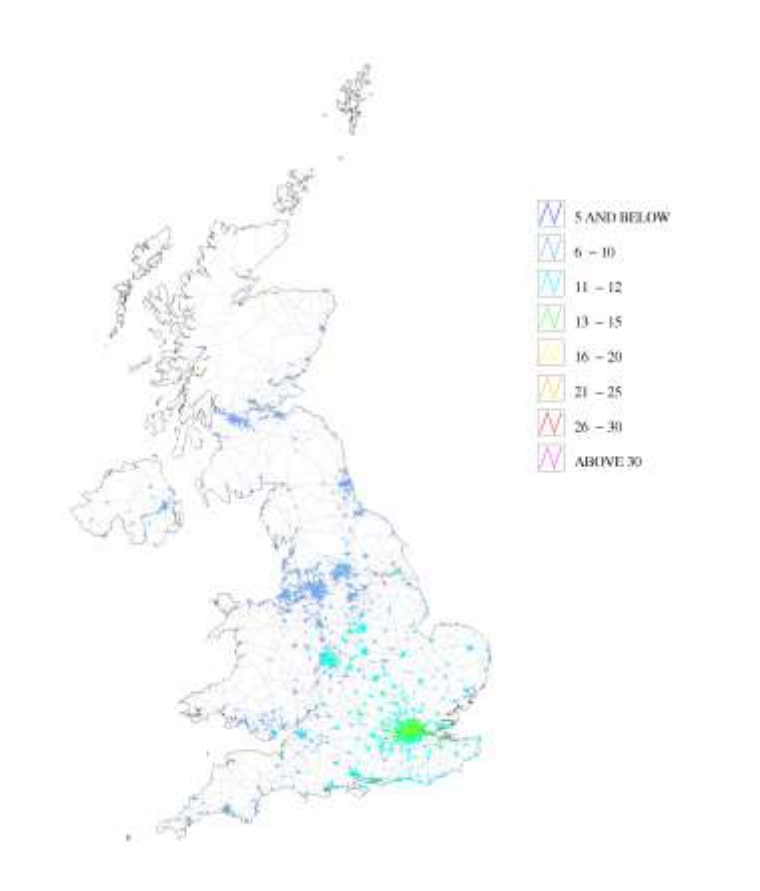 5 AND BELOW
6 – 10
11 – 12
13 – 15
16 – 20
21 – 25
26 – 30
ABOVE 30